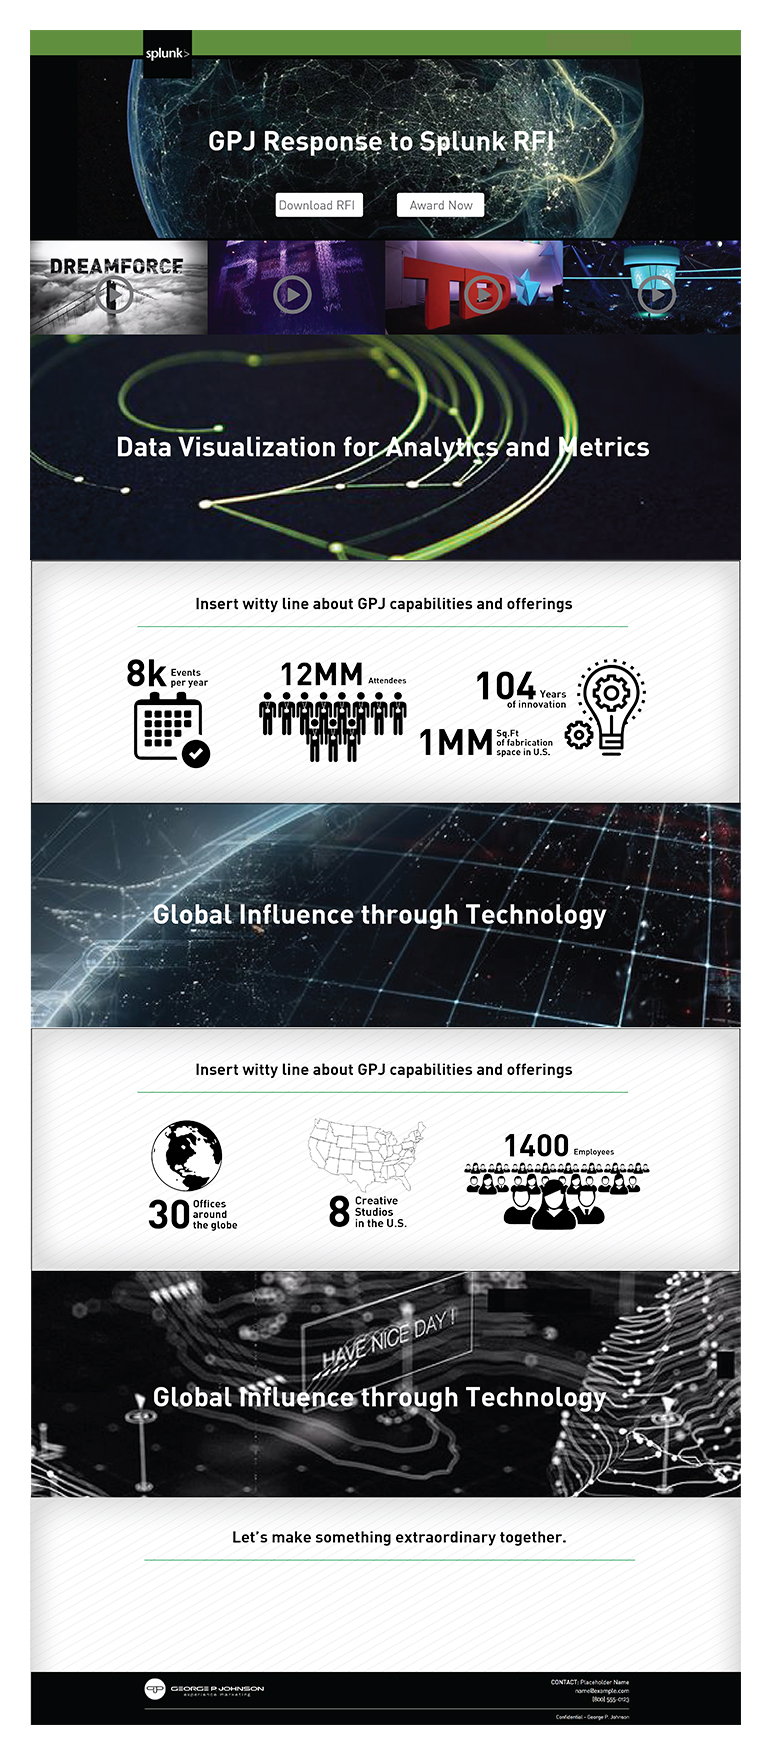 splunk>
GPJ Response to Splunk RFI
Download RFI
Award Now
DREAMFORCE
Data Visualization for Analytics and Metrics
Insert witty line about GPJ capabilities and offerings
8k Events
per year
12MM Attendees
104 Years
of innovation
1MM Sq.Ft
of fabrication
space in U.S.
Global Influence through Technology
Insert witty line about GPJ capabilities and offerings
30 Offices
around
the globe
8 Creative
Studios
in the U.S.
1400 Employees
HAVE NICE DAY !
Global Influence through Technology
Let's make something extraordinary together.
GEORGE P JOHNSON
experience marketing
CONTACT: Placeholder Name
name@example.com
(800) 555-0123
Confidential - George P. Johnson